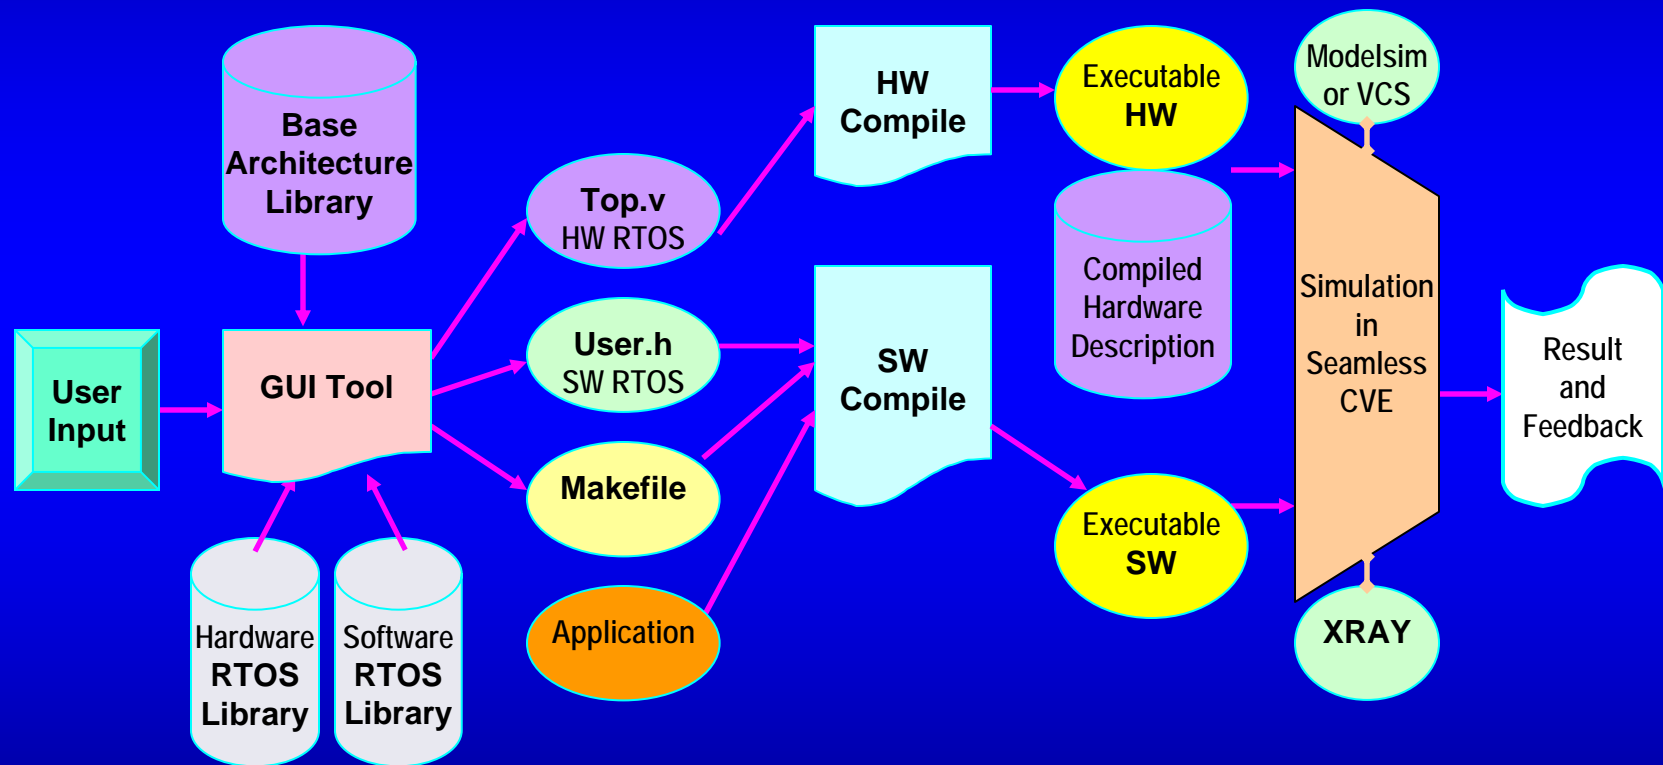 User
Input
Base
Architecture
Library
GUI Tool
Hardware
RTOS
Library
Software
RTOS
Library
Top.v
HW RTOS
User.h
SW RTOS
Makefile
Application
HW
Compile
SW
Compile
Executable
HW
Compiled
Hardware
Description
Executable
SW
Modelsim
or VCS
Simulation
in
Seamless
CVE
XRAY
Result
and
Feedback